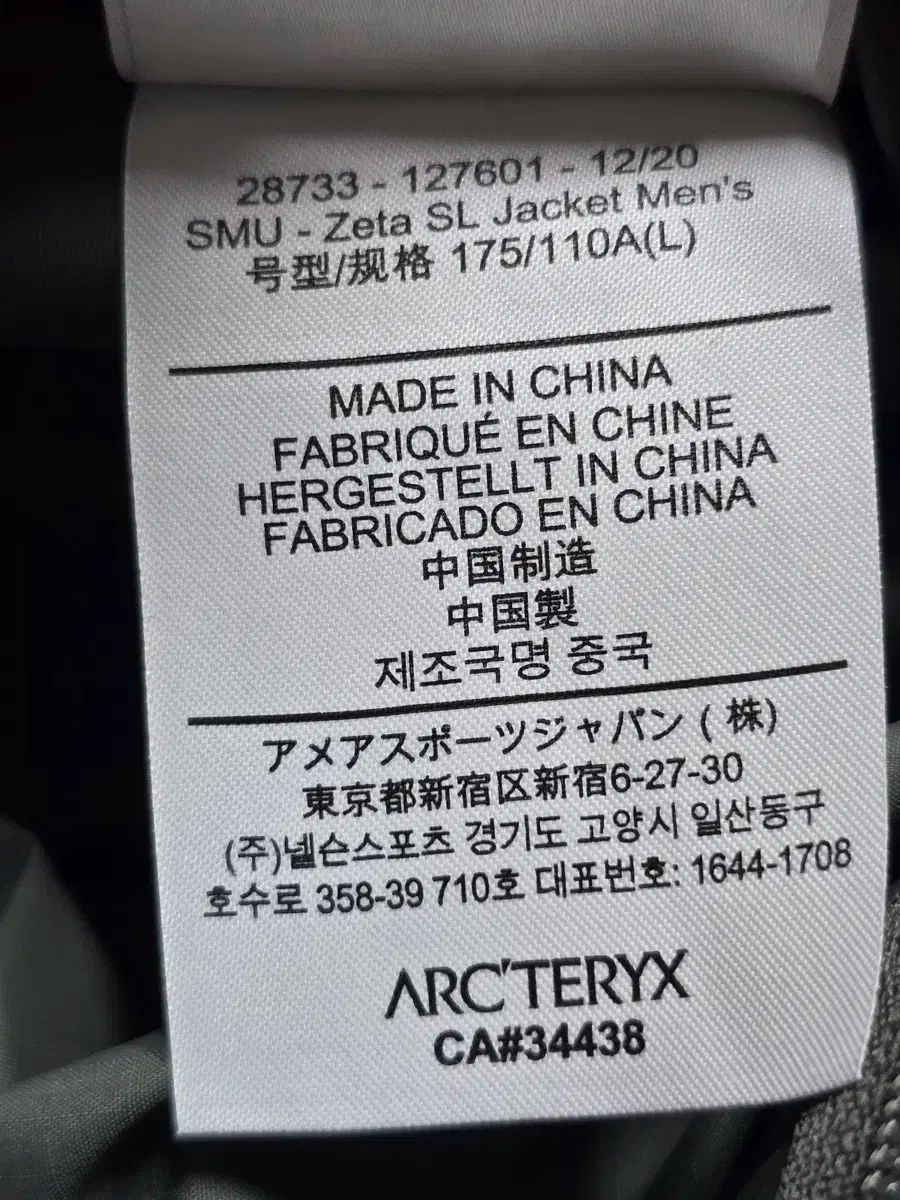 28733 - 127601 - 12/20
SMU - Zeta SL Jacket Men's
号型/规格 175/110A(L)
MADE IN CHINA
FABRIQUÉ EN CHINE
HERGESTELLT IN CHINA
FABRICADO EN CHINA
中国制造
中国製
제조국명 중국
アメアスポーツジャパン ( 株)
東京都新宿区新宿6-27-30
(주)넬슨스포츠 경기도 고양시 일산동구
호수로 358-39 710호 대표번호: 1644-1708
ARC'TERYX
CA#34438